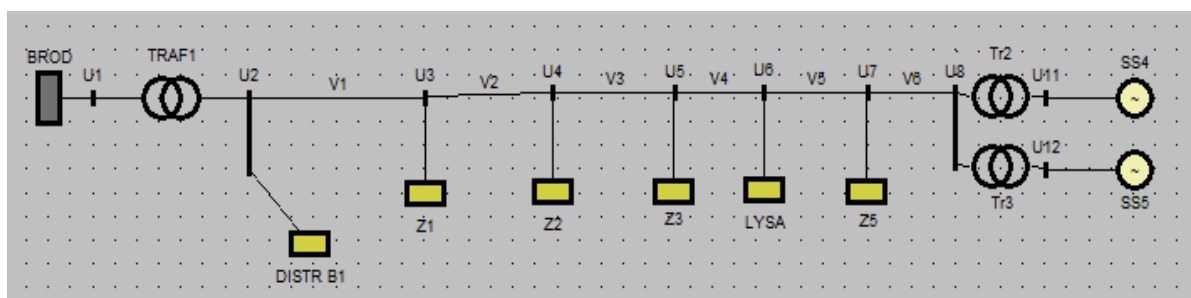 BROD
U1
TRAF1
U2
V1
U3
V2
U4
V3
U5
V4
U6
V5
U7
V6
U8
Tr2
U11
SS4
~
U12
~
Tr3
SS5
Z1
Z2
Z3
LYSA
Z5
DISTR B1